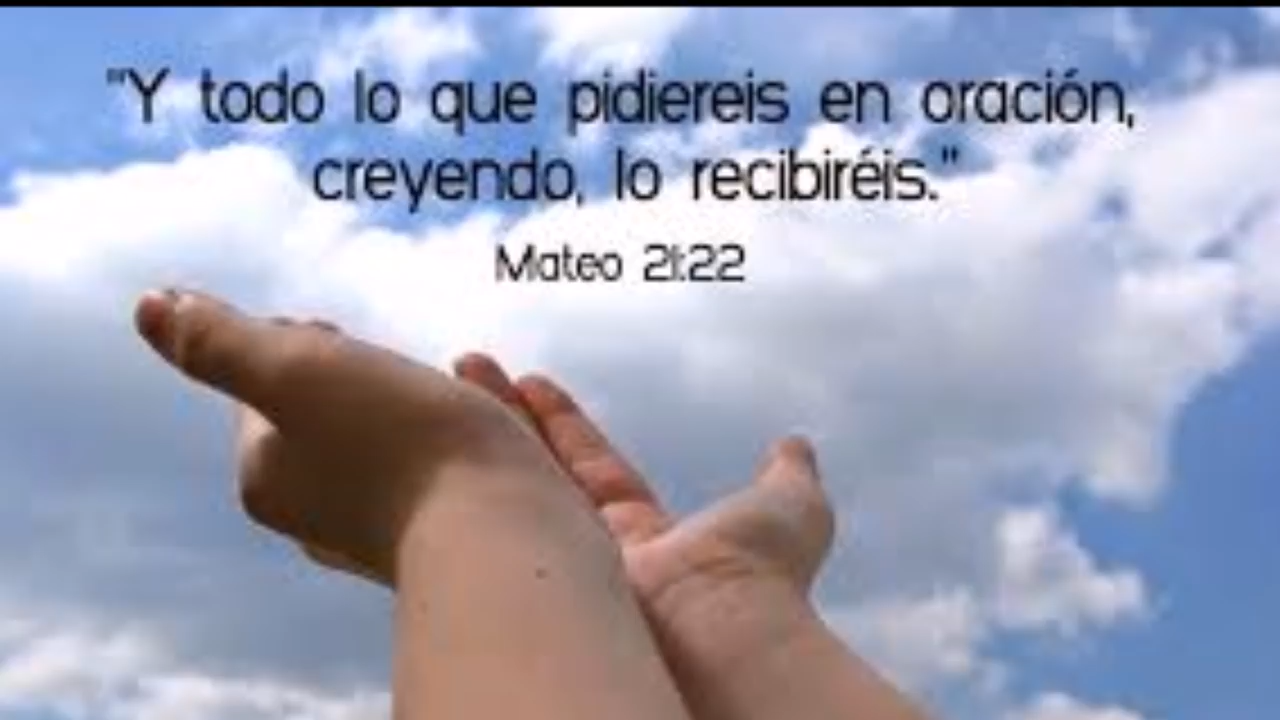 "Y todo lo que pidiereis en oración,
creyendo, lo recibiréis."
Mateo 21:22